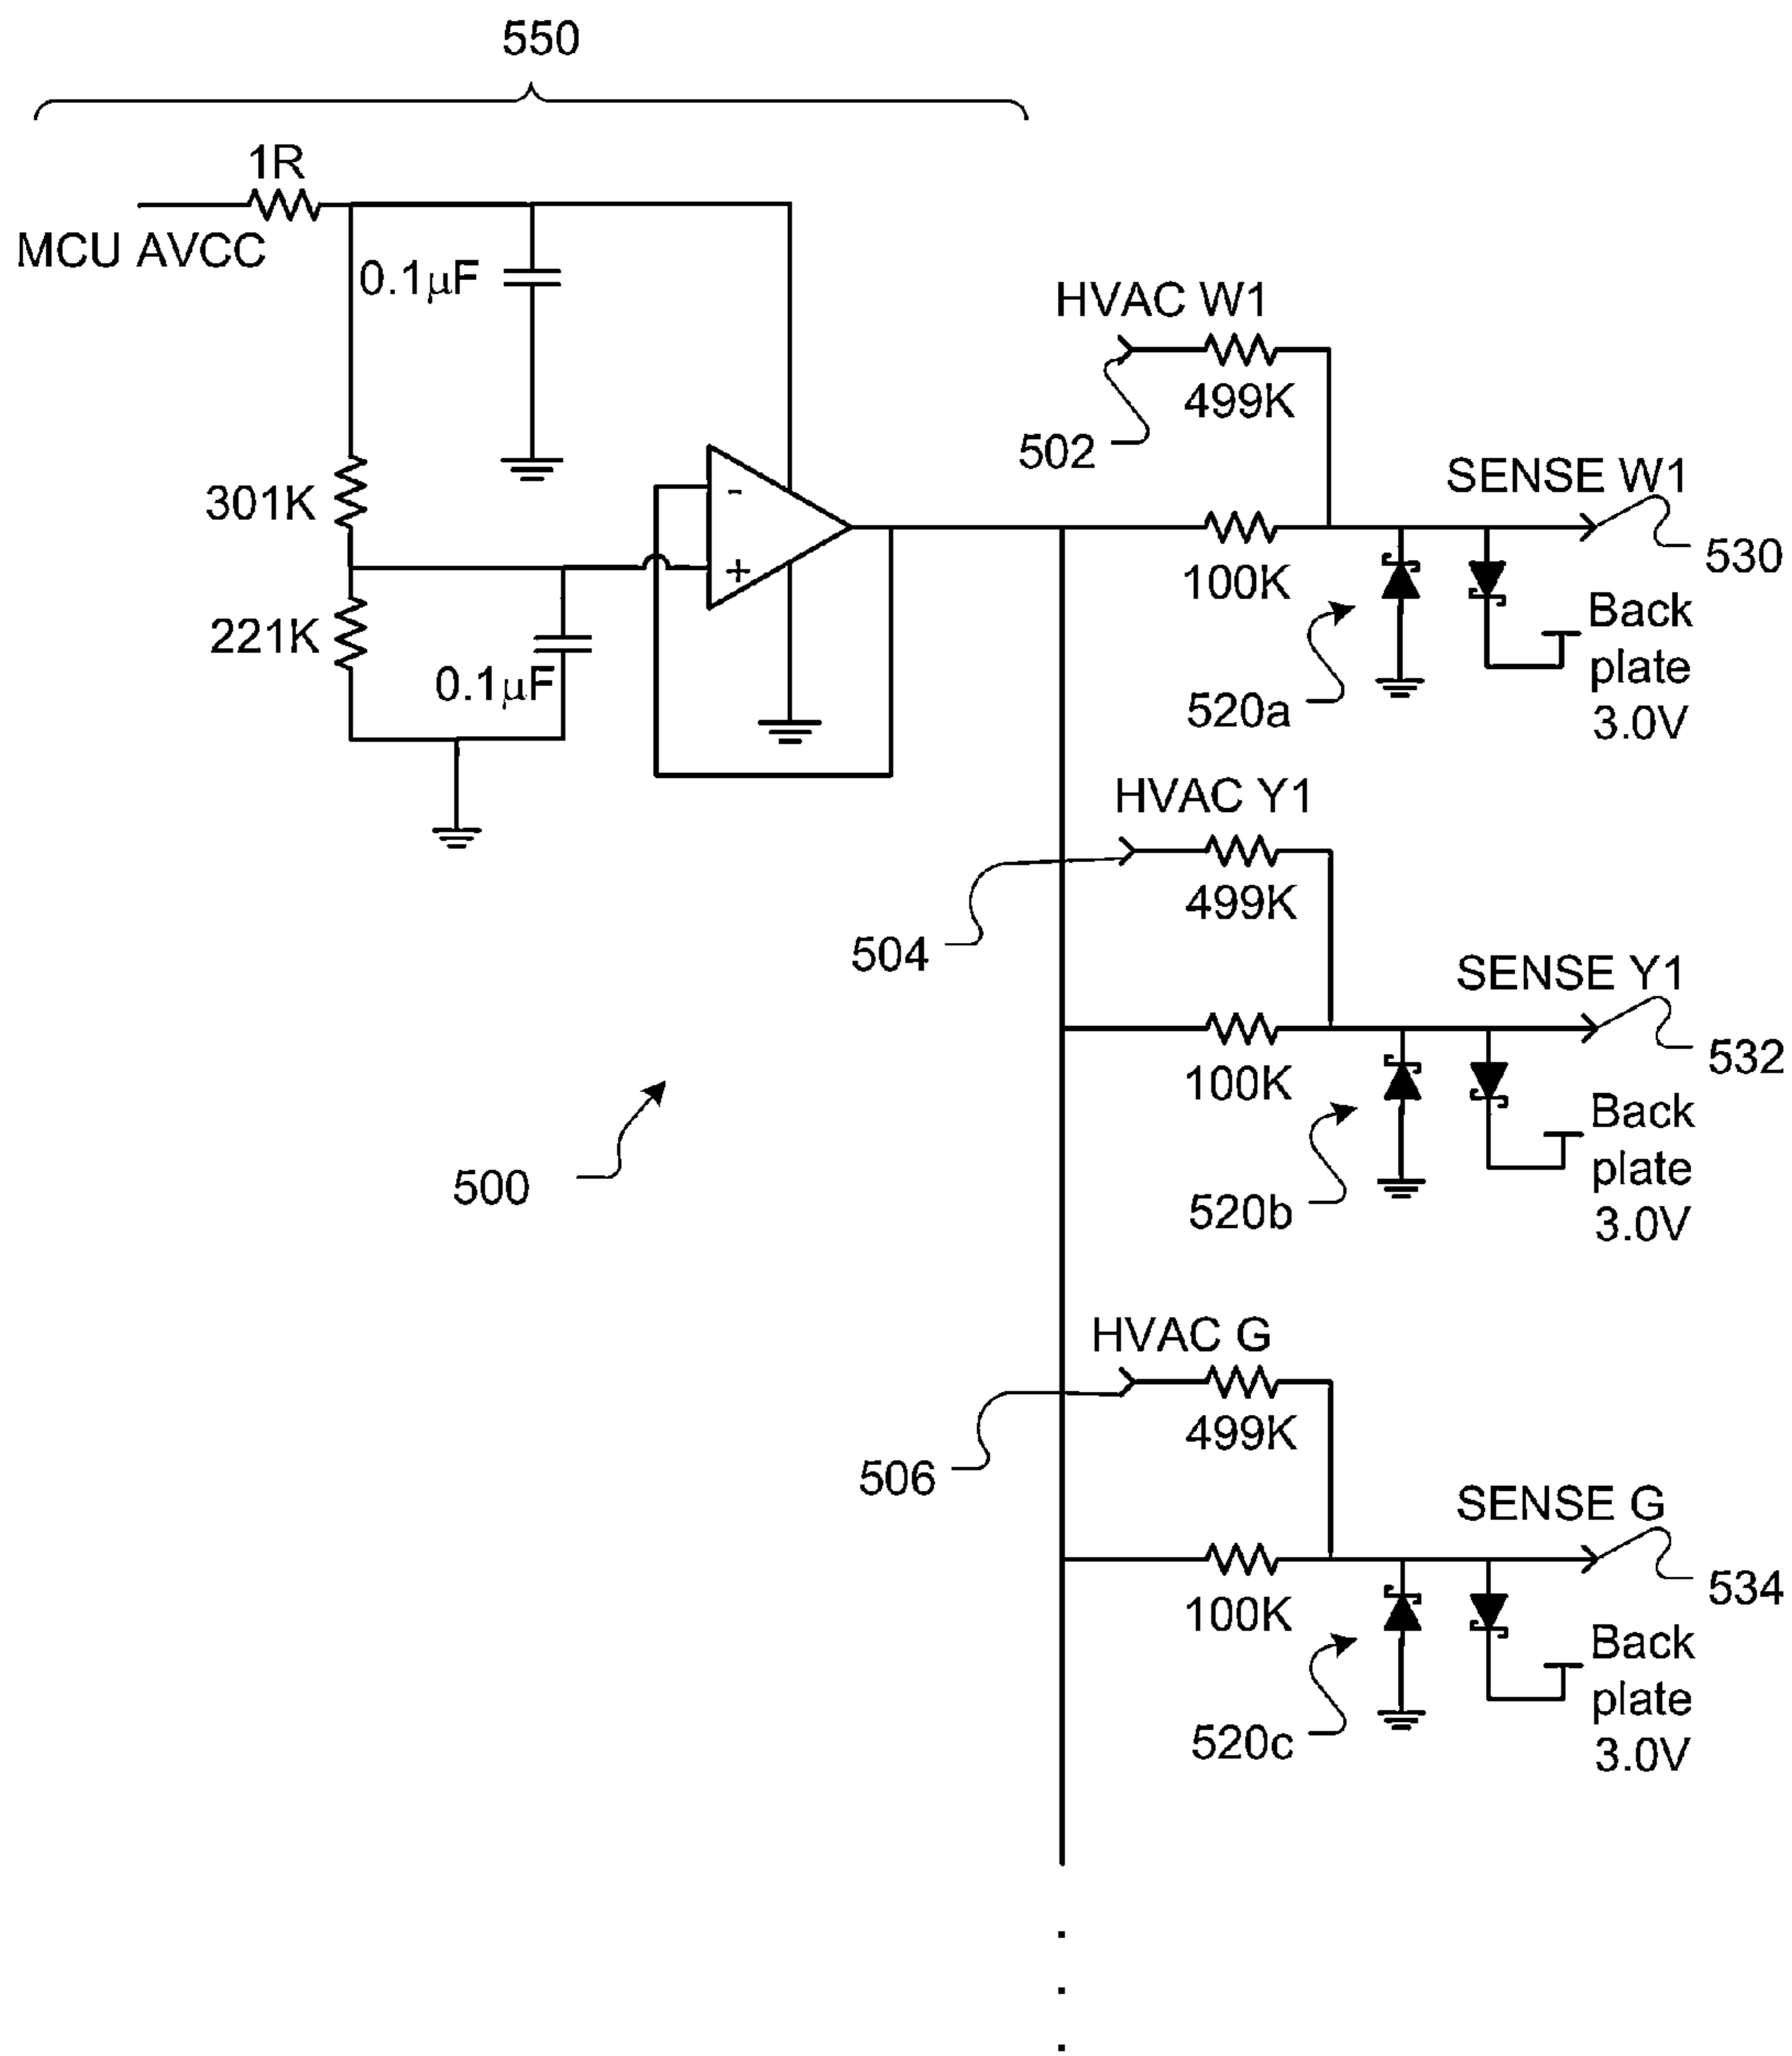 550
1R
MCU AVCC
0.1µF
HVAC W1
499K
502
SENSE W1
301K
530
100K
Back
plate
3.0V
221K
0.1µF
520a
HVAC Y1
499K
504
SENSE Y1
532
100K
Back
plate
3.0V
500
520b
HVAC G
499K
506
SENSE G
534
100K
Back
plate
3.0V
520c